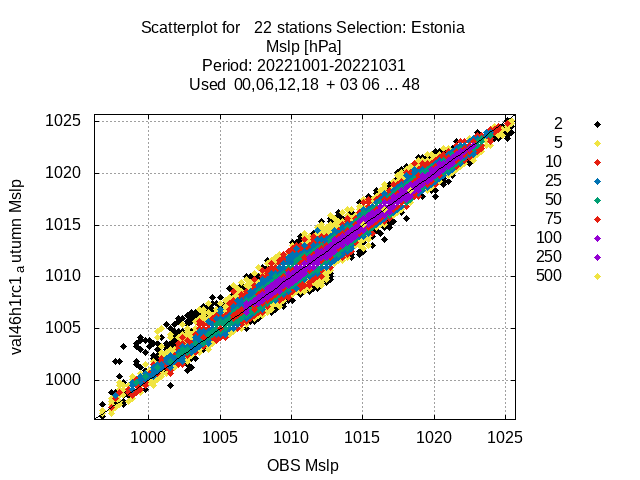 Scatterplot for   22 stations Selection: Estonia
Mslp [hPa]
Period: 20221001-20221031
Used  00,06,12,18  + 03 06 ... 48
1025
1020
1015
1010
1005
1000
val46h1rc1_autumn Mslp
1000 1005 1010 1015 1020 1025
OBS Mslp
2
5
10
25
50
75
100
250
500